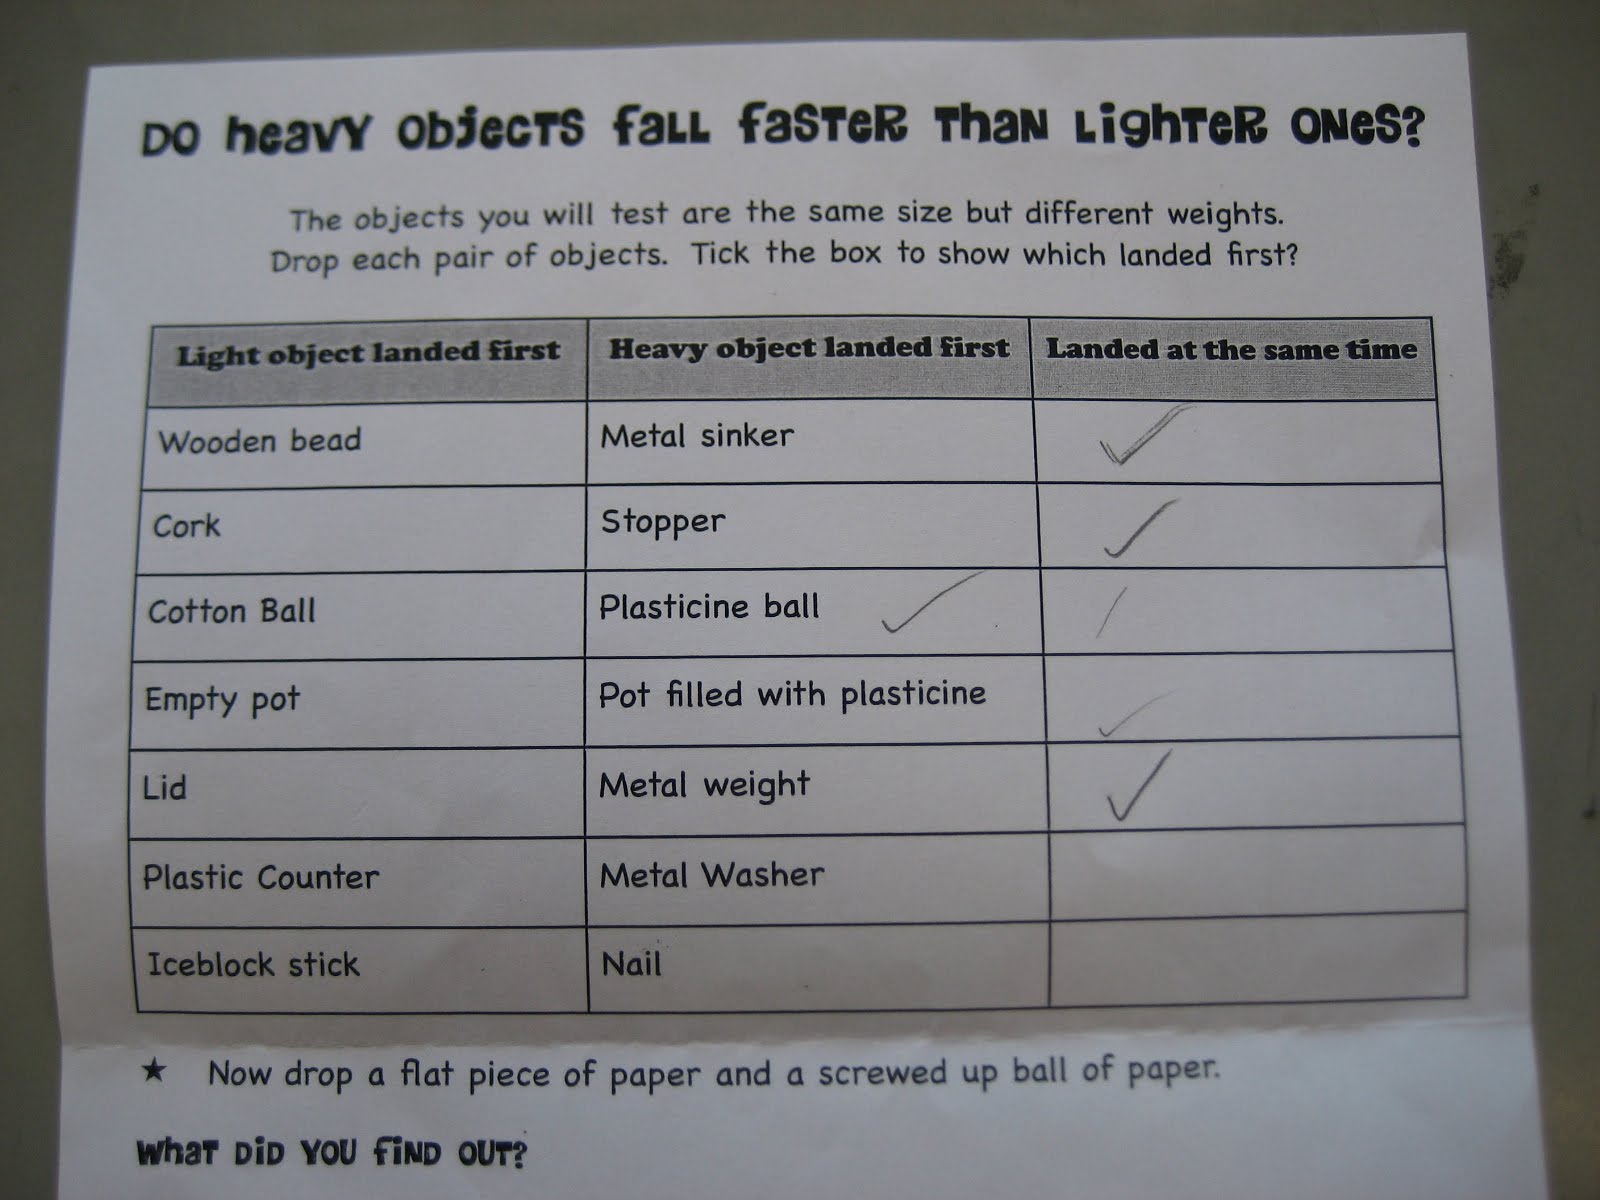 Do heavy objects fall faster than lighter ones?
The objects you will test are the same size but different weights.
Drop each pair of objects. Tick the box to show which landed first?
Light object landed first Heavy object landed first Landed at the same time
Wooden bead Metal sinker ✓
Cork Stopper ✓
Cotton Ball Plasticine ball ✓ /
Empty pot Pot filled with plasticine ✓
Lid Metal weight ✓
Plastic Counter Metal Washer
Iceblock stick Nail
★ Now drop a flat piece of paper and a screwed up ball of paper.
What did you find out?